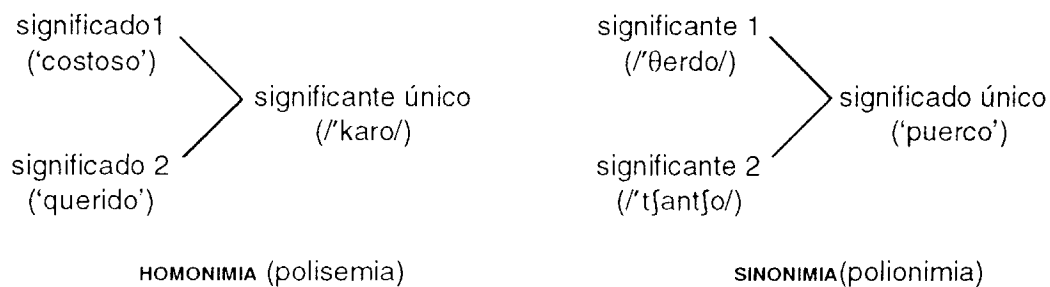 significado1
('costoso')
significante único
(/'karo/)
significado 2
('querido')
HOMONIMIA (polisemia)
significante 1
(/'θerdo/)
significado único
('puerco')
significante 2
(/'tʃantʃo/)
SINONIMIA(polionimia)